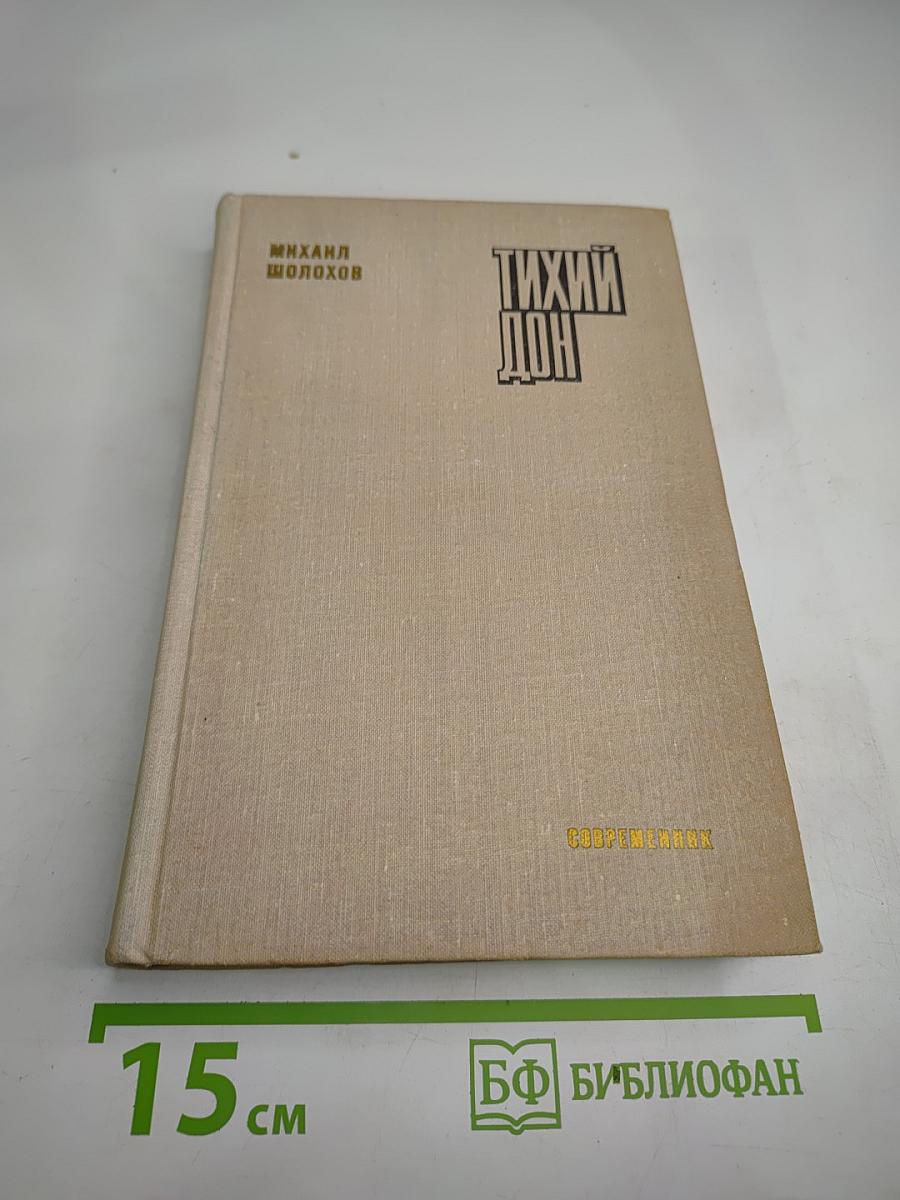 МИХАИЛ
ШОЛОХОВ
ТИХИЙ
ДОН
СОВРЕМЕННИК
15 см
БФ БИБЛИОФАН